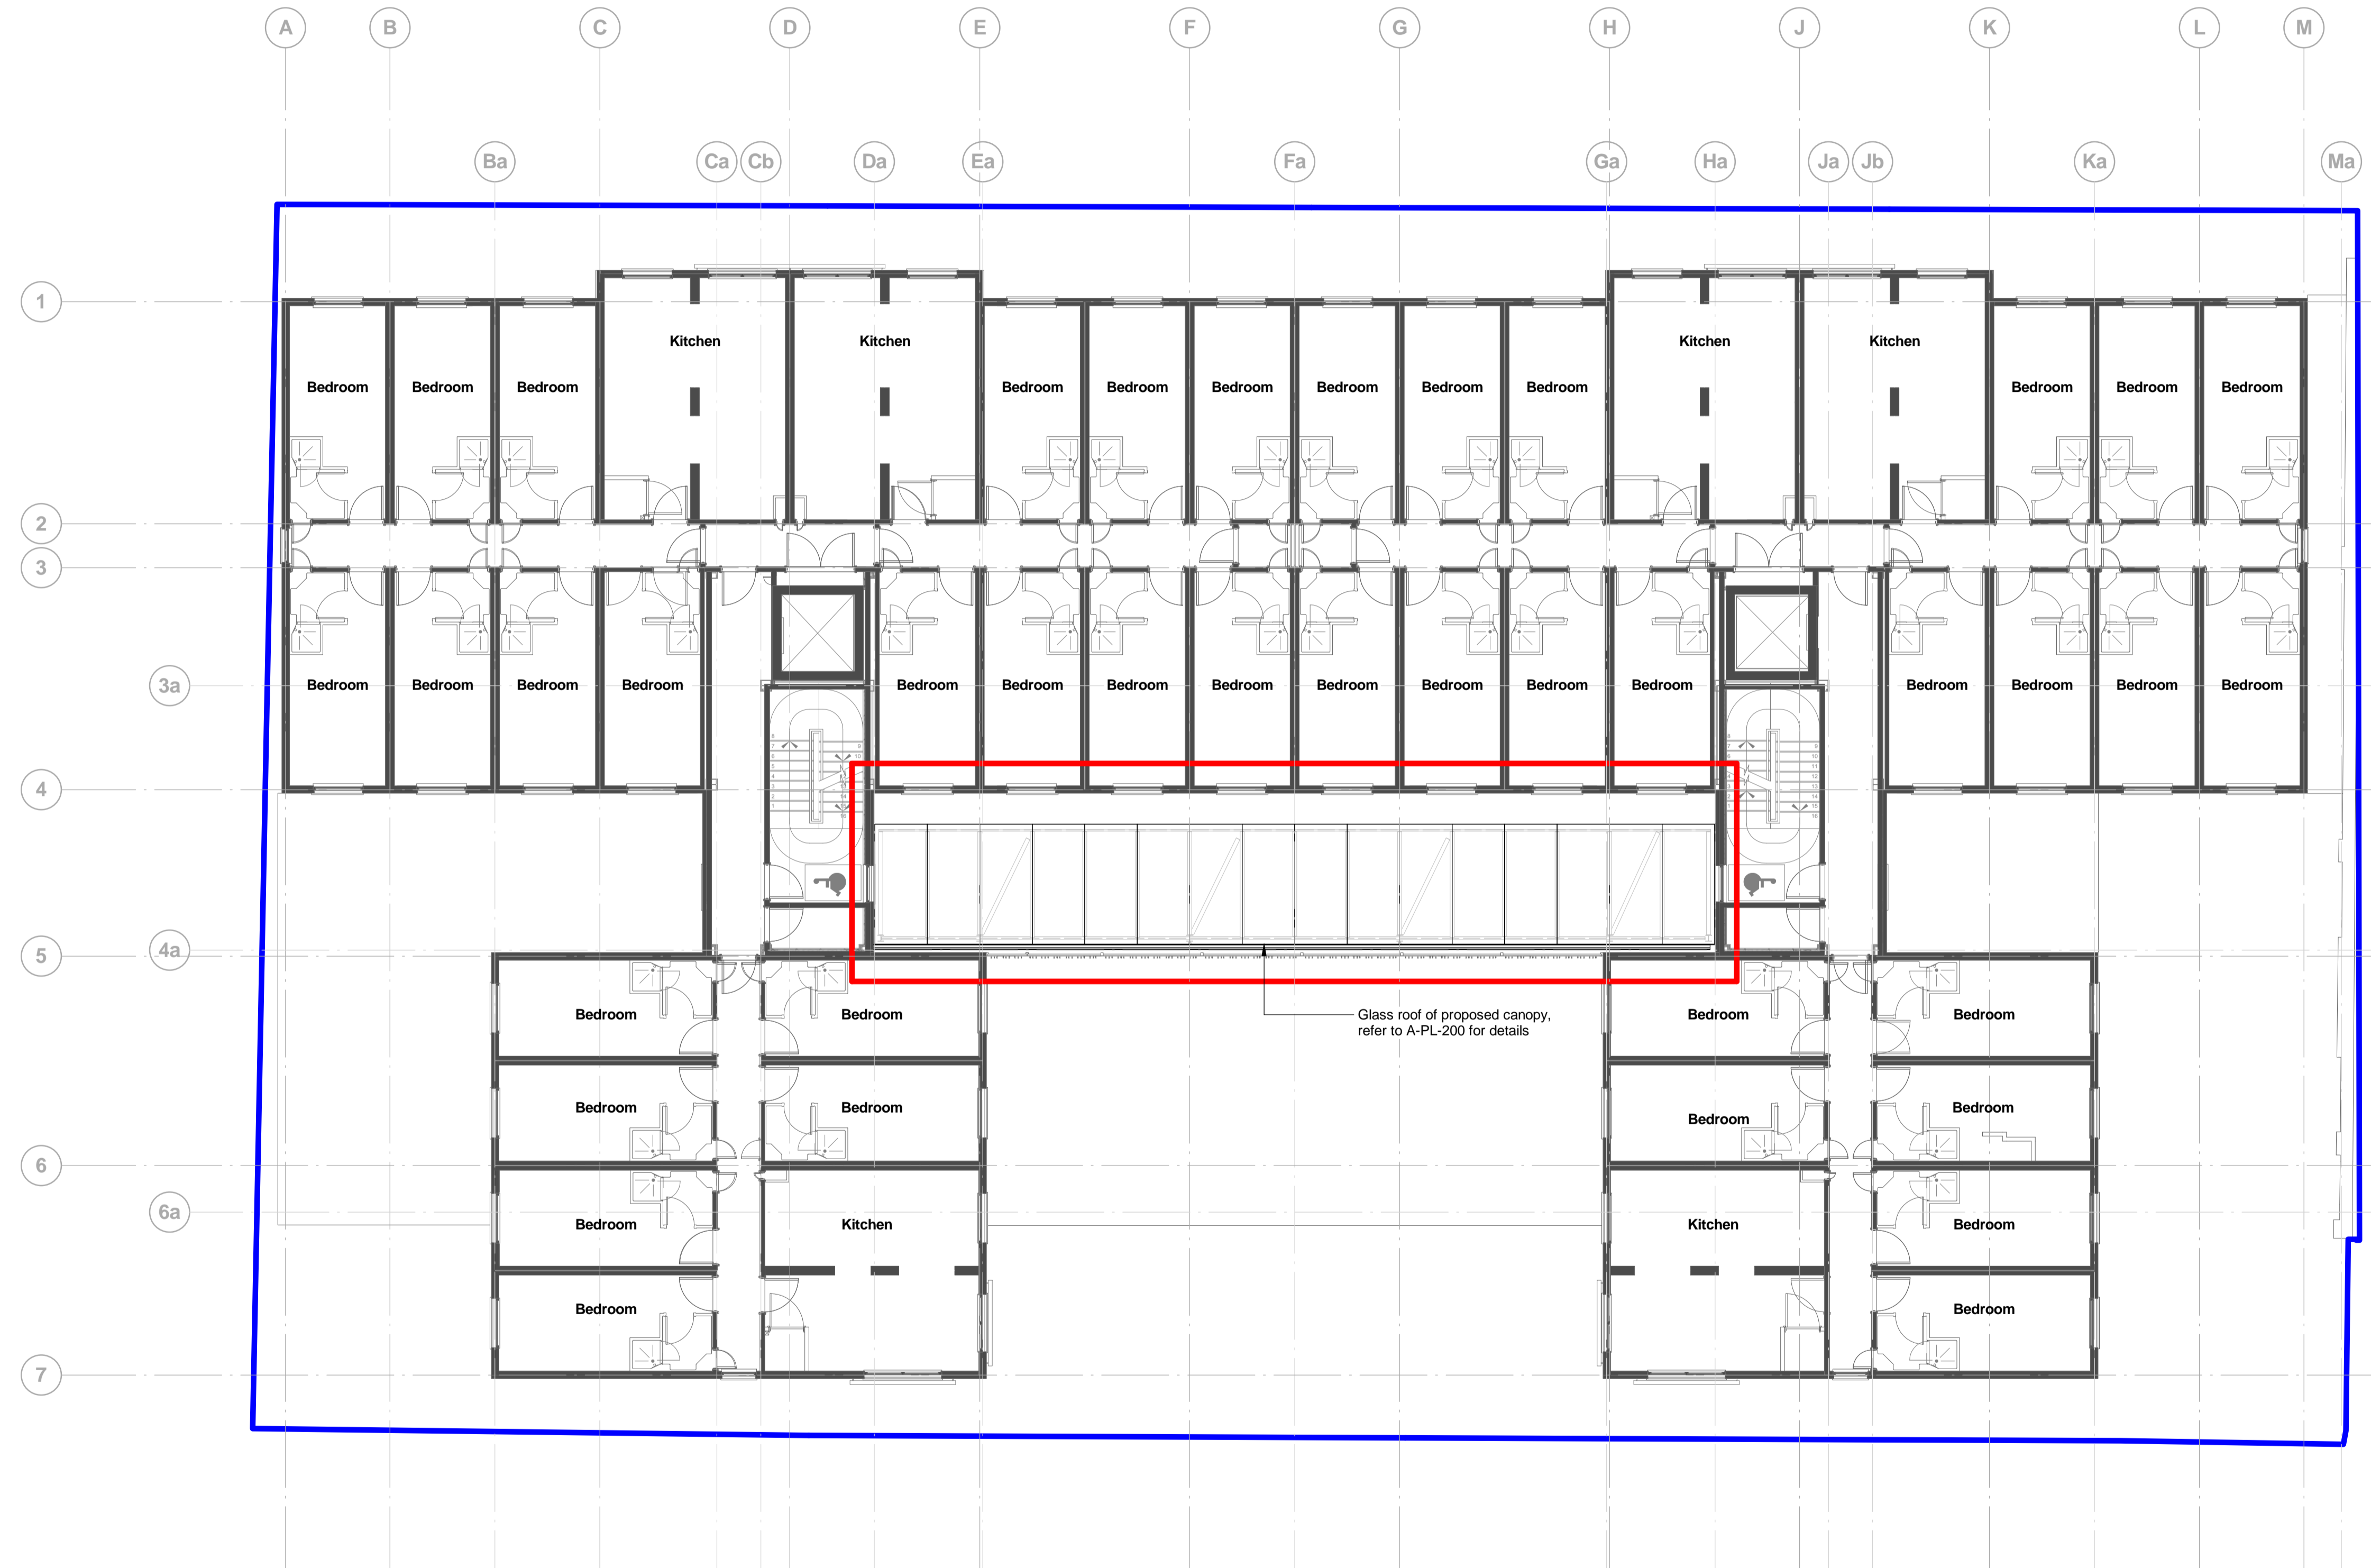 A B C D E F G H J K L M
Ba Ca Cb Da Ea Fa Ga Ha Ja Jb Ka Ma
1
Kitchen Kitchen Kitchen Kitchen
Bedroom Bedroom Bedroom Bedroom Bedroom Bedroom Bedroom Bedroom Bedroom Bedroom Bedroom Bedroom
2
3
3a
Bedroom Bedroom Bedroom Bedroom Bedroom Bedroom Bedroom Bedroom Bedroom Bedroom Bedroom Bedroom Bedroom Bedroom Bedroom Bedroom
4
4a
5
Bedroom Bedroom Bedroom Bedroom
Glass roof of proposed canopy,
refer to A-PL-200 for details
Bedroom Bedroom Bedroom Bedroom
6
6a
Bedroom Kitchen Kitchen Bedroom
Bedroom Bedroom
7